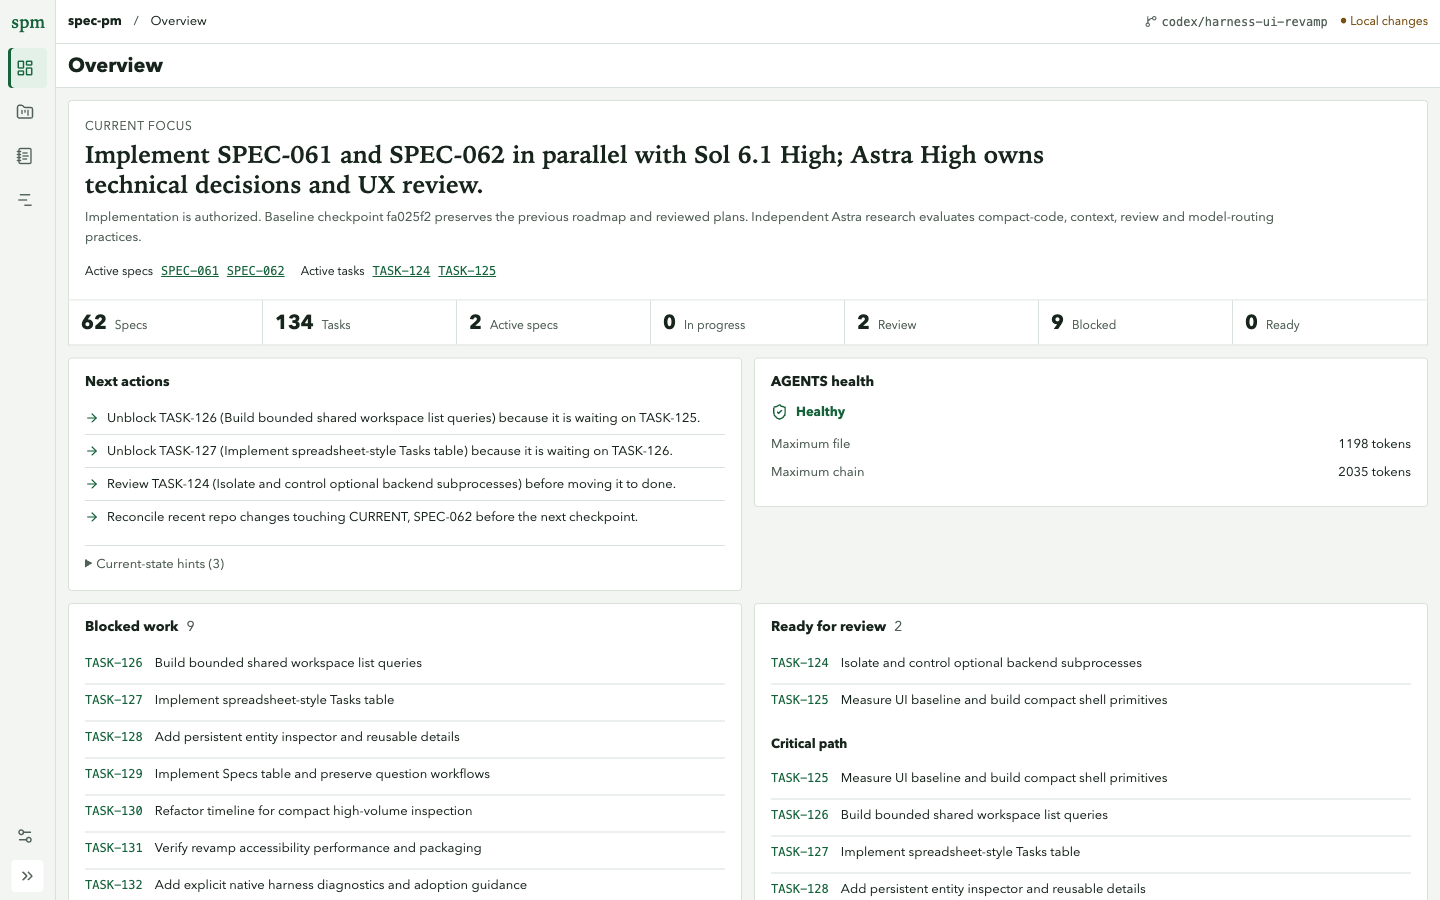 spm
spec-pm / Overview
codex/harness-ui-revamp
Local changes
Overview
CURRENT FOCUS
Implement SPEC-061 and SPEC-062 in parallel with Sol 6.1 High; Astra High owns
technical decisions and UX review.
Implementation is authorized. Baseline checkpoint fa025f2 preserves the previous roadmap and reviewed plans. Independent Astra research evaluates compact-code, context, review and model-routing
practices.
Active specs SPEC-061 SPEC-062 Active tasks TASK-124 TASK-125
62 Specs
134 Tasks
2 Active specs
0 In progress
2 Review
9 Blocked
0 Ready
Next actions
Unblock TASK-126 (Build bounded shared workspace list queries) because it is waiting on TASK-125.
Unblock TASK-127 (Implement spreadsheet-style Tasks table) because it is waiting on TASK-126.
Review TASK-124 (Isolate and control optional backend subprocesses) before moving it to done.
Reconcile recent repo changes touching CURRENT, SPEC-062 before the next checkpoint.
Current-state hints (3)
AGENTS health
Healthy
Maximum file 1198 tokens
Maximum chain 2035 tokens
Blocked work 9
TASK-126 Build bounded shared workspace list queries
TASK-127 Implement spreadsheet-style Tasks table
TASK-128 Add persistent entity inspector and reusable details
TASK-129 Implement Specs table and preserve question workflows
TASK-130 Refactor timeline for compact high-volume inspection
TASK-131 Verify revamp accessibility performance and packaging
TASK-132 Add explicit native harness diagnostics and adoption guidance
Ready for review 2
TASK-124 Isolate and control optional backend subprocesses
TASK-125 Measure UI baseline and build compact shell primitives
Critical path
TASK-125 Measure UI baseline and build compact shell primitives
TASK-126 Build bounded shared workspace list queries
TASK-127 Implement spreadsheet-style Tasks table
TASK-128 Add persistent entity inspector and reusable details